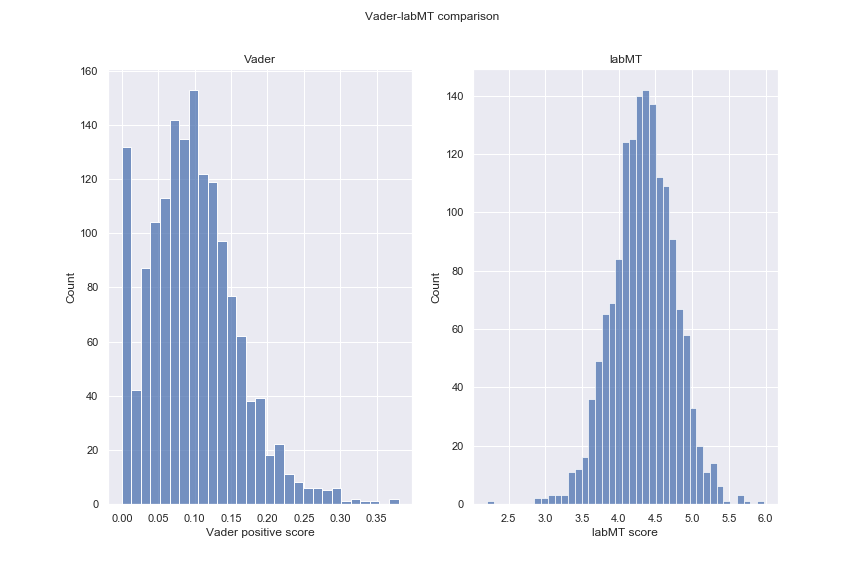 Vader-labMT comparison
Vader
160
140
120
100
80
60
40
20
0
Count
0.00 0.05 0.10 0.15 0.20 0.25 0.30 0.35
Vader positive score
labMT
140
120
100
80
60
40
20
0
Count
2.5 3.0 3.5 4.0 4.5 5.0 5.5 6.0
labMT score